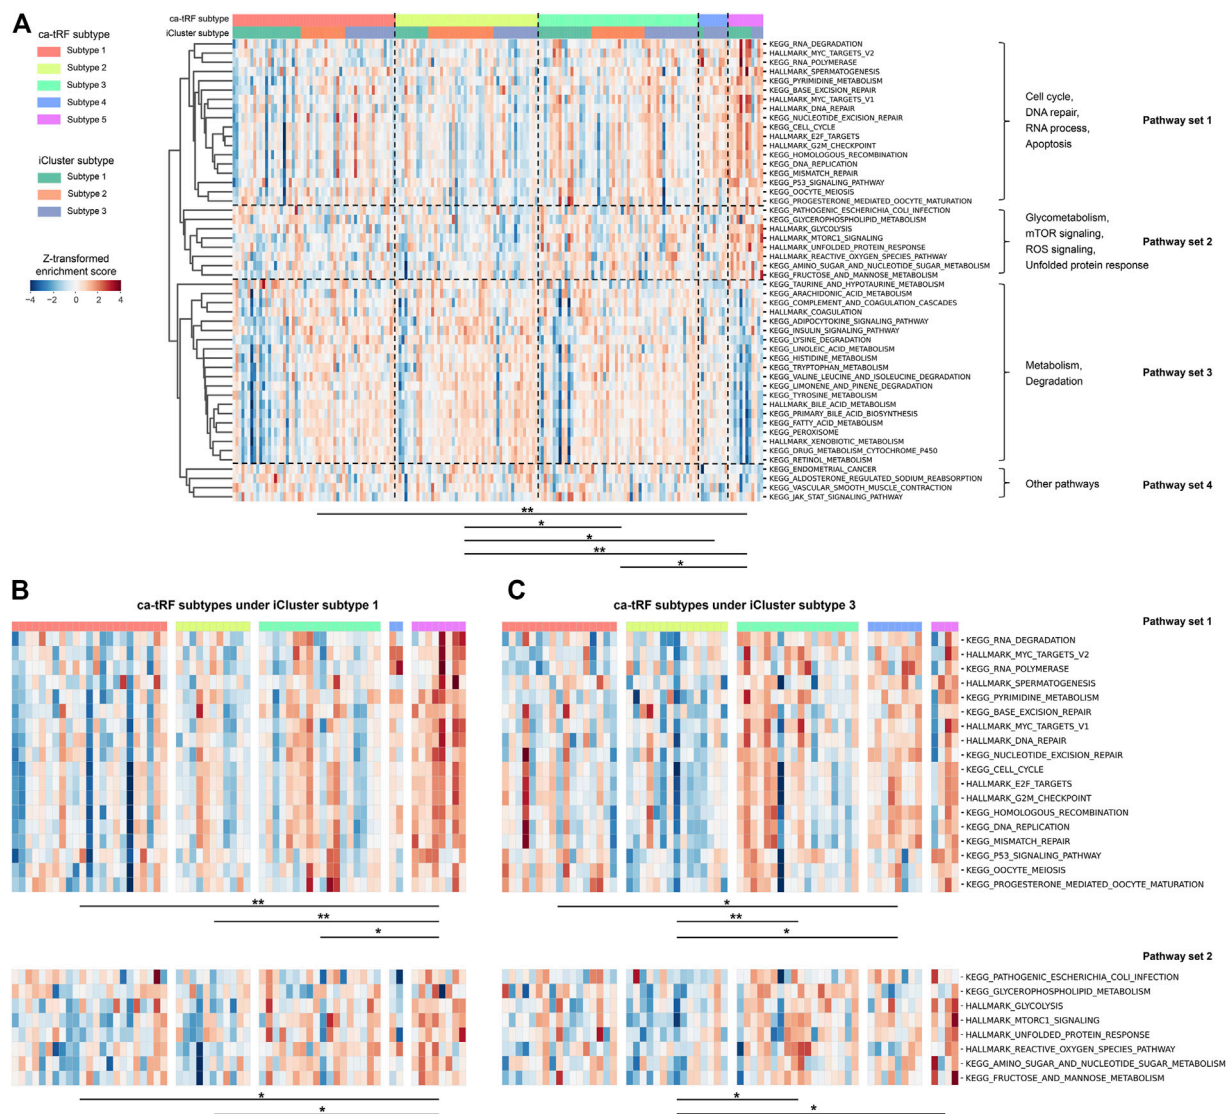 A
ca-tRF subtype
iCluster subtype
ca-tRF subtype
Subtype 1
Subtype 2
Subtype 3
Subtype 4
Subtype 5
iCluster subtype
Subtype 1
Subtype 2
Subtype 3
Z-transformed
enrichment score
−4 −2 0 2 4
KEGG_RNA_DEGRADATION
HALLMARK_MYC_TARGETS_V2
KEGG_RNA_POLYMERASE
HALLMARK_SPERMATOGENESIS
KEGG_PYRIMIDINE_METABOLISM
KEGG_BASE_EXCISION_REPAIR
HALLMARK_MYC_TARGETS_V1
HALLMARK_DNA_REPAIR
KEGG_NUCLEOTIDE_EXCISION_REPAIR
KEGG_CELL_CYCLE
HALLMARK_E2F_TARGETS
HALLMARK_G2M_CHECKPOINT
KEGG_HOMOLOGOUS_RECOMBINATION
KEGG_DNA_REPLICATION
KEGG_MISMATCH_REPAIR
KEGG_P53_SIGNALING_PATHWAY
KEGG_OOCYTE_MEIOSIS
KEGG_PROGESTERONE_MEDIATED_OOCYTE_MATURATION
KEGG_PATHOGENIC_ESCHERICHIA_COLI_INFECTION
KEGG_GLYCEROPHOSPHOLIPID_METABOLISM
HALLMARK_GLYCOLYSIS
HALLMARK_MTORC1_SIGNALING
HALLMARK_UNFOLDED_PROTEIN_RESPONSE
HALLMARK_REACTIVE_OXYGEN_SPECIES_PATHWAY
KEGG_AMINO_SUGAR_AND_NUCLEOTIDE_SUGAR_METABOLISM
KEGG_FRUCTOSE_AND_MANNOSE_METABOLISM
KEGG_TAURINE_AND_HYPOTAURINE_METABOLISM
KEGG_ARACHIDONIC_ACID_METABOLISM
KEGG_COMPLEMENT_AND_COAGULATION_CASCADES
HALLMARK_COAGULATION
KEGG_ADIPOCYTOKINE_SIGNALING_PATHWAY
KEGG_INSULIN_SIGNALING_PATHWAY
KEGG_LYSINE_DEGRADATION
KEGG_LINOLEIC_ACID_METABOLISM
KEGG_HISTIDINE_METABOLISM
KEGG_TRYPTOPHAN_METABOLISM
KEGG_VALINE_LEUCINE_AND_ISOLEUCINE_DEGRADATION
KEGG_LIMONENE_AND_PINENE_DEGRADATION
KEGG_TYROSINE_METABOLISM
HALLMARK_BILE_ACID_METABOLISM
KEGG_PRIMARY_BILE_ACID_BIOSYNTHESIS
KEGG_FATTY_ACID_METABOLISM
KEGG_PEROXISOME
HALLMARK_XENOBIOTIC_METABOLISM
KEGG_DRUG_METABOLISM_CYTOCHROME_P450
KEGG_RETINOL_METABOLISM
KEGG_ENDOMETRIAL_CANCER
KEGG_ALDOSTERONE_REGULATED_SODIUM_REABSORPTION
KEGG_VASCULAR_SMOOTH_MUSCLE_CONTRACTION
KEGG_JAK_STAT_SIGNALING_PATHWAY
Cell cycle,
DNA repair,
RNA process,
Apoptosis
Pathway set 1
Glycometabolism,
mTOR signaling,
ROS signaling,
Unfolded protein response
Pathway set 2
Metabolism,
Degradation
Pathway set 3
Other pathways
Pathway set 4
**
*
*
**
*
B
ca-tRF subtypes under iCluster subtype 1
C
ca-tRF subtypes under iCluster subtype 3
Pathway set 1
KEGG_RNA_DEGRADATION
HALLMARK_MYC_TARGETS_V2
KEGG_RNA_POLYMERASE
HALLMARK_SPERMATOGENESIS
KEGG_PYRIMIDINE_METABOLISM
KEGG_BASE_EXCISION_REPAIR
HALLMARK_MYC_TARGETS_V1
HALLMARK_DNA_REPAIR
KEGG_NUCLEOTIDE_EXCISION_REPAIR
KEGG_CELL_CYCLE
HALLMARK_E2F_TARGETS
HALLMARK_G2M_CHECKPOINT
KEGG_HOMOLOGOUS_RECOMBINATION
KEGG_DNA_REPLICATION
KEGG_MISMATCH_REPAIR
KEGG_P53_SIGNALING_PATHWAY
KEGG_OOCYTE_MEIOSIS
KEGG_PROGESTERONE_MEDIATED_OOCYTE_MATURATION
**
**
*
*
**
*
Pathway set 2
KEGG_PATHOGENIC_ESCHERICHIA_COLI_INFECTION
KEGG_GLYCEROPHOSPHOLIPID_METABOLISM
HALLMARK_GLYCOLYSIS
HALLMARK_MTORC1_SIGNALING
HALLMARK_UNFOLDED_PROTEIN_RESPONSE
HALLMARK_REACTIVE_OXYGEN_SPECIES_PATHWAY
KEGG_AMINO_SUGAR_AND_NUCLEOTIDE_SUGAR_METABOLISM
KEGG_FRUCTOSE_AND_MANNOSE_METABOLISM
*
*
*
*